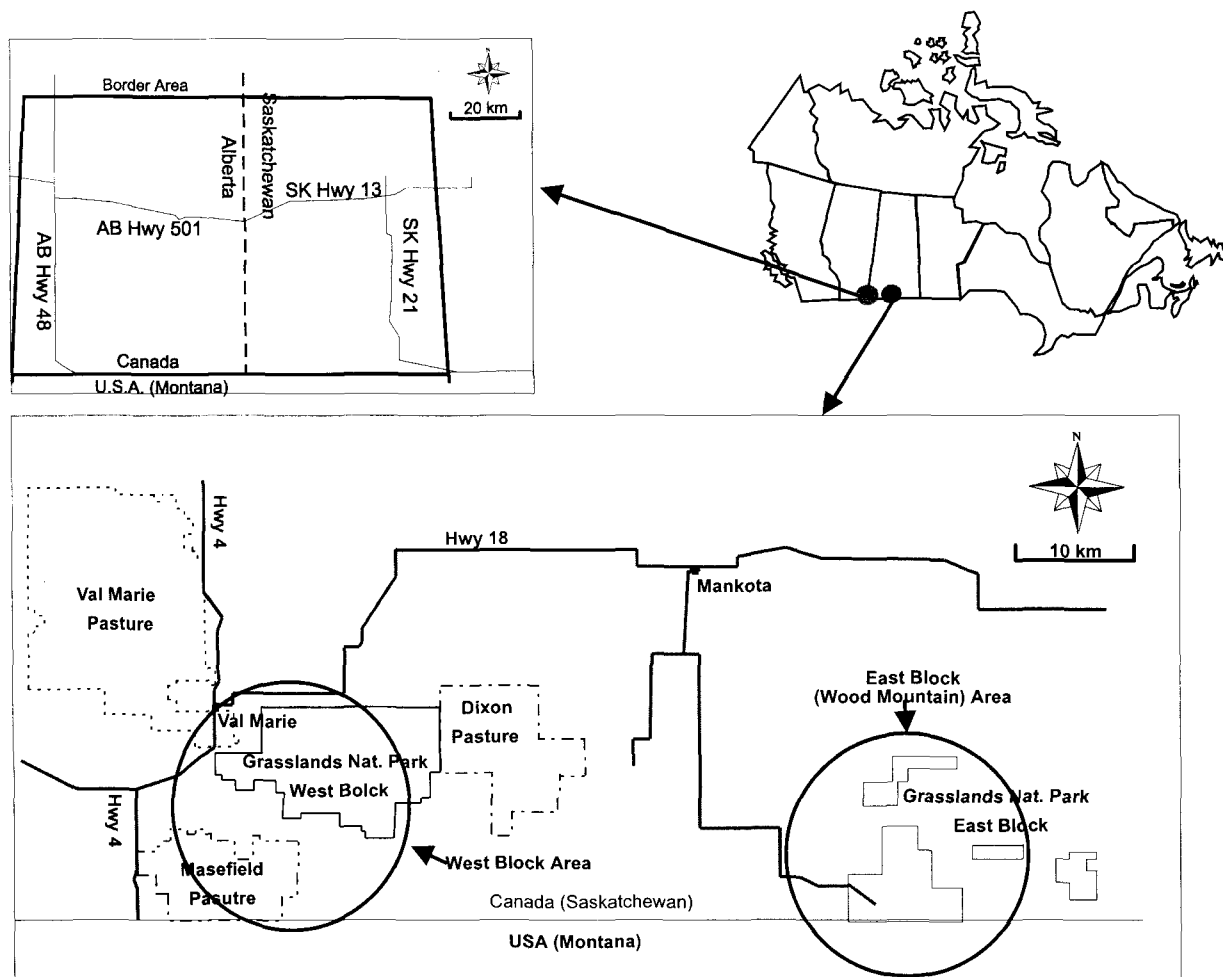 N
Border Area
20 km
Saskatchewan
Alberta
SK Hwy 13
AB Hwy 501
AB Hwy 48
SK Hwy 21
Canada
U.S.A. (Montana)
N
10 km
Hwy 4
Hwy 18
Mankota
Val Marie
Pasture
East Block
(Wood Mountain) Area
Val Marie
Dixon
Pasture
Grasslands Nat. Park
West Bolck
Grasslands Nat. Park
East Block
Hwy 4
West Block Area
Masefield
Pasutre
Canada (Saskatchewan)
USA (Montana)